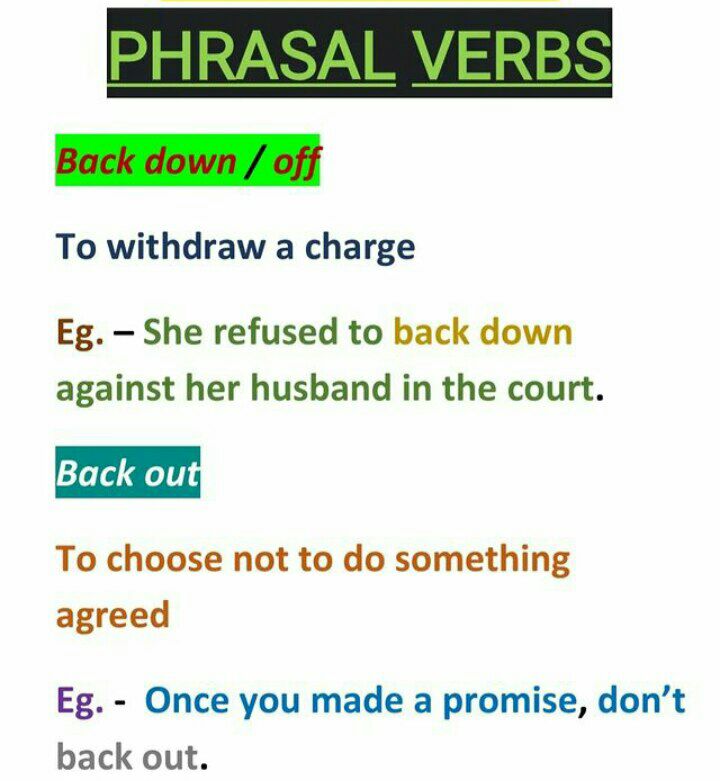 PHRASAL VERBS
Back down / off
To withdraw a charge
Eg. – She refused to back down
against her husband in the court.
Back out
To choose not to do something
agreed
Eg. - Once you made a promise, don’t
back out.